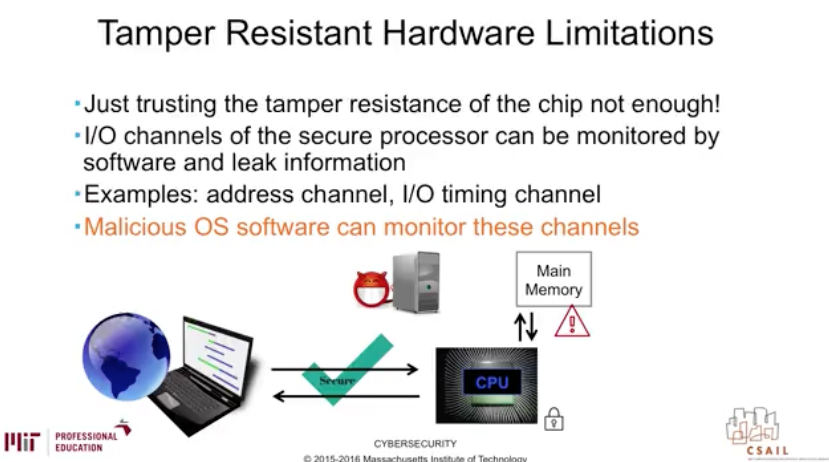 Tamper Resistant Hardware Limitations
Just trusting the tamper resistance of the chip not enough!
I/O channels of the secure processor can be monitored by
software and leak information
Examples: address channel, I/O timing channel
Malicious OS software can monitor these channels
Main
Memory
Secure
CPU
MIT PROFESSIONAL
EDUCATION
CYBERSECURITY
© 2015-2016 Massachusetts Institute of Technology
CSAIL